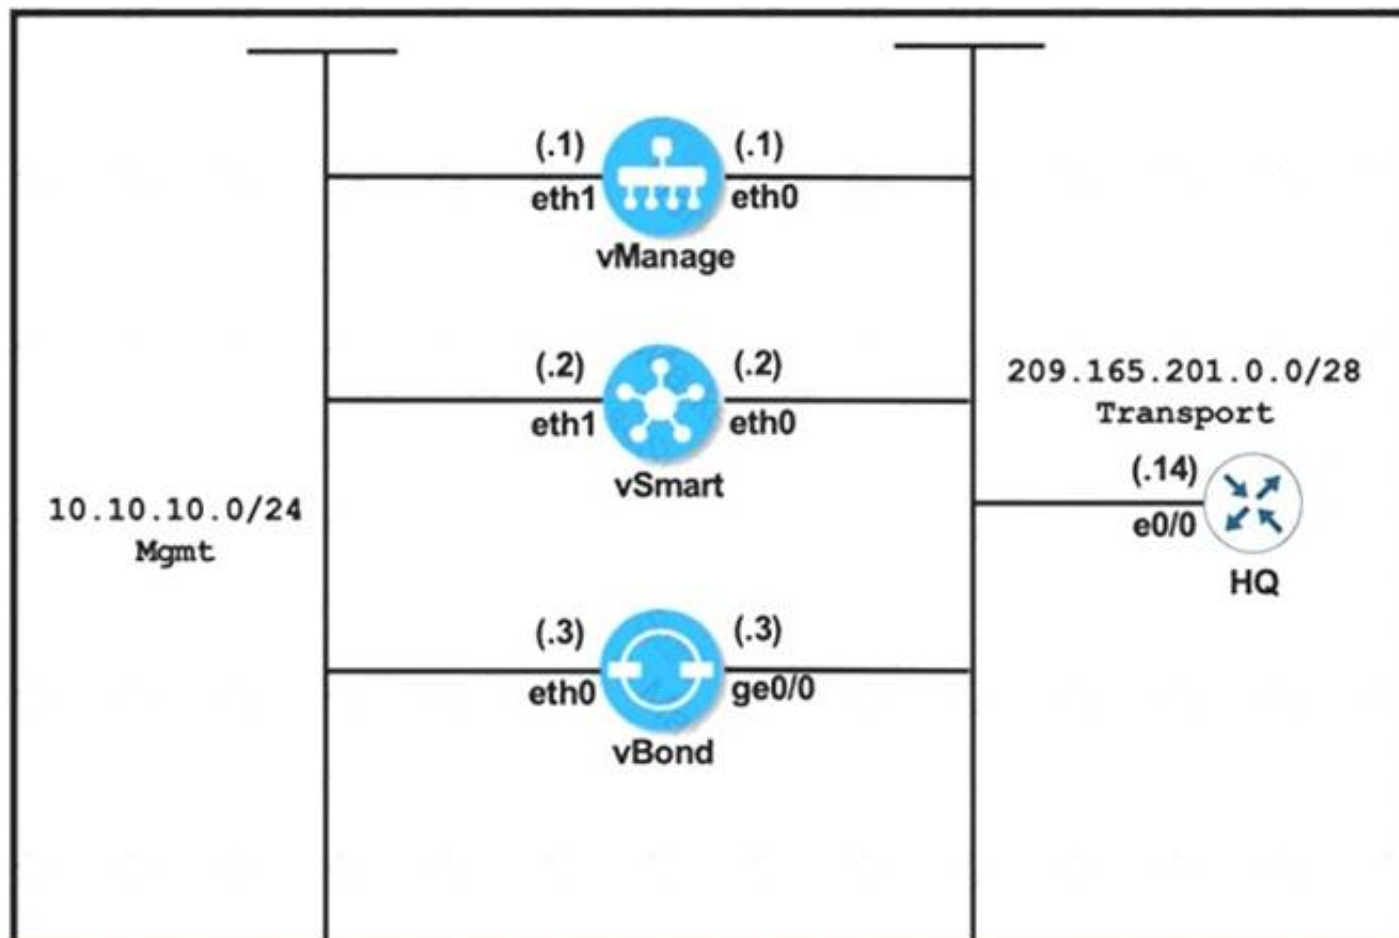 (.1)
(.1)
eth1
eth0
vManage
(.2)
(.2)
eth1
eth0
vSmart
209.165.201.0.0/28
Transport
(.14)
e0/0
HQ
10.10.10.0/24
Mgmt
(.3)
(.3)
eth0
ge0/0
vBond